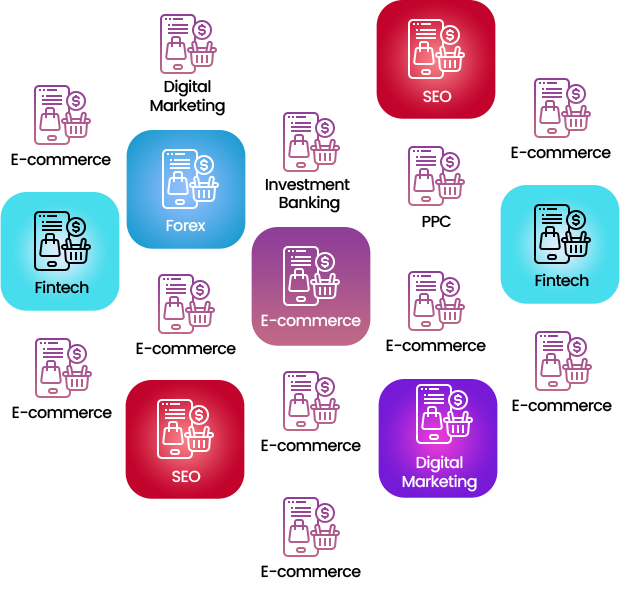 Digital
Marketing
SEO
E-commerce
E-commerce
Investment
Banking
Forex
PPC
Fintech
Fintech
E-commerce
E-commerce
E-commerce
E-commerce
E-commerce
E-commerce
SEO
Digital
Marketing
E-commerce